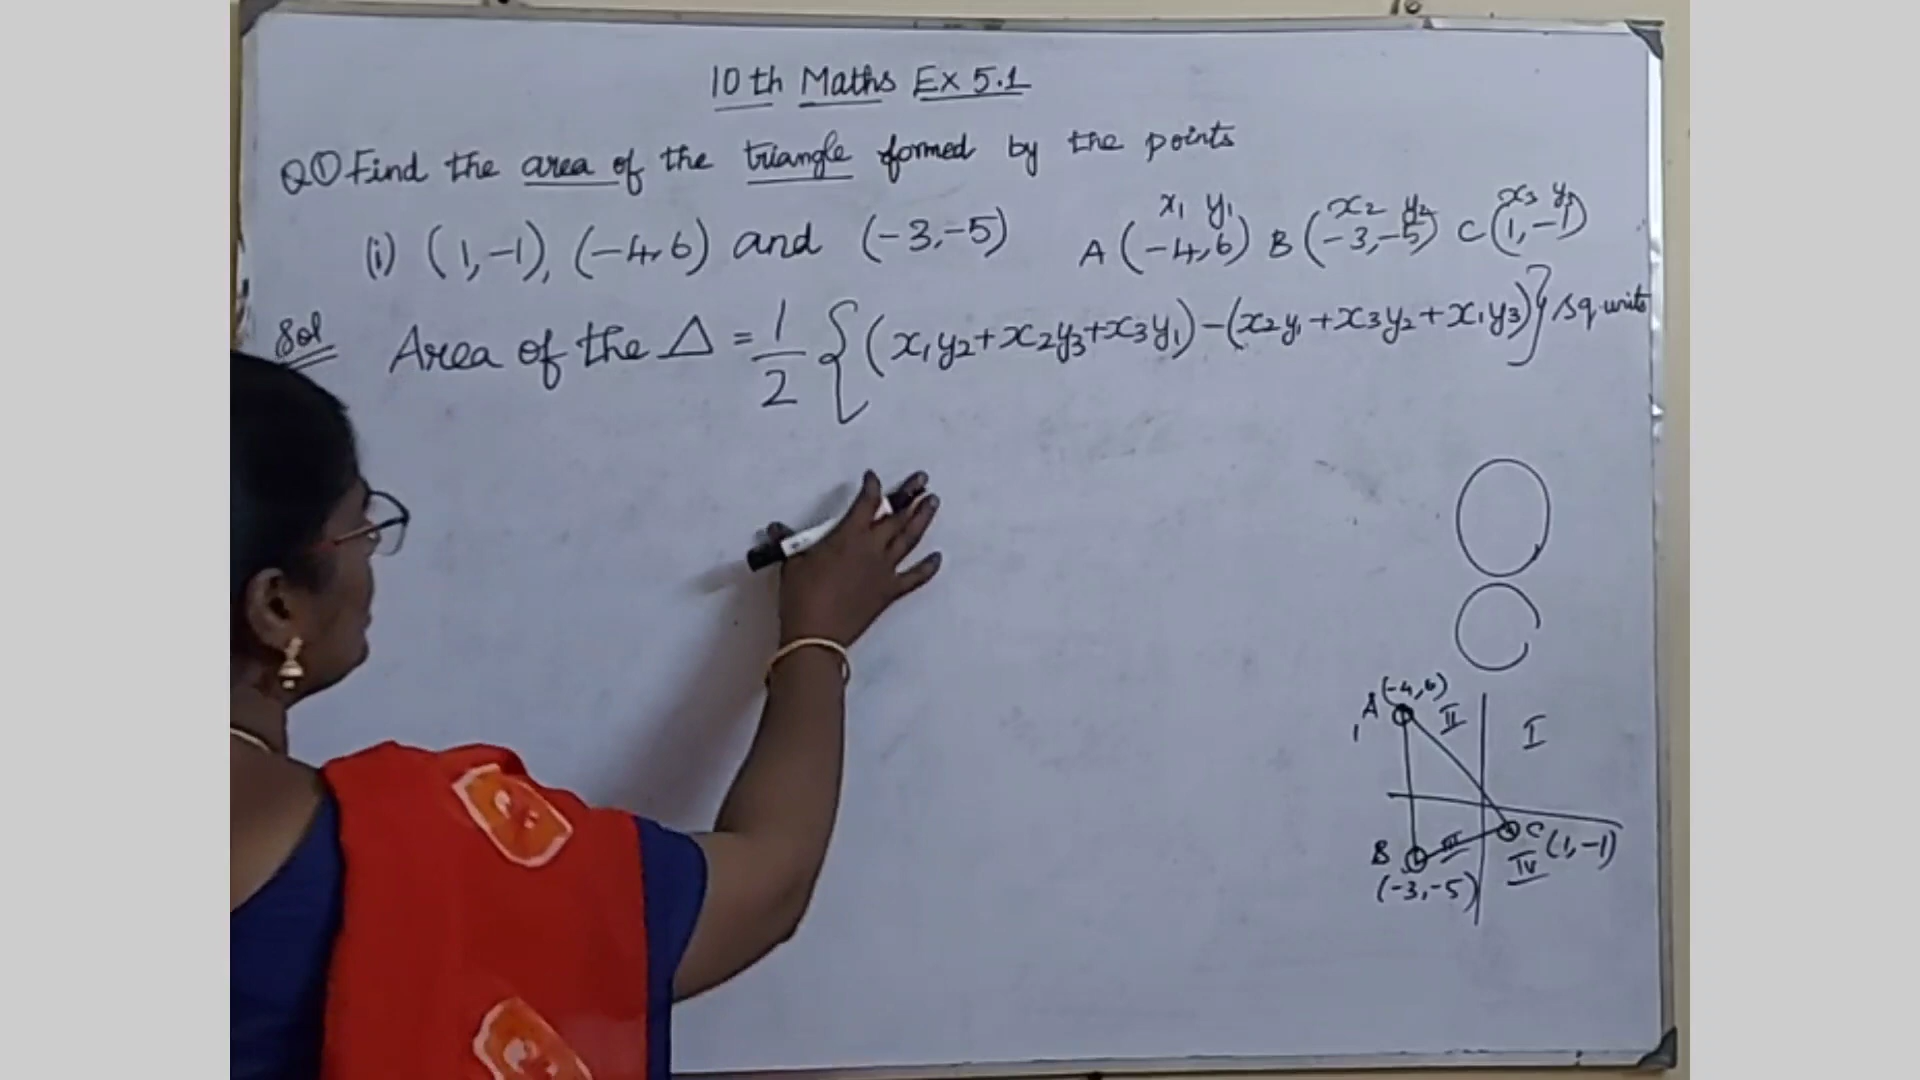 10th Maths Ex 5.1
Q① Find the area of the triangle formed by the points
(i) (1,-1), (-4,6) and (-3,-5)
x₁ y₁ x₂ y₂ x₃ y₃
A (-4,6) B (-3,-5) C (1,-1)
Sol
Area of the Δ = 1/2 {(x₁y₂+x₂y₃+x₃y₁)-(x₂y₁+x₃y₂+x₁y₃)} sq.units
A (-4,6) II I
B III C (1,-1)
(-3,-5) IV